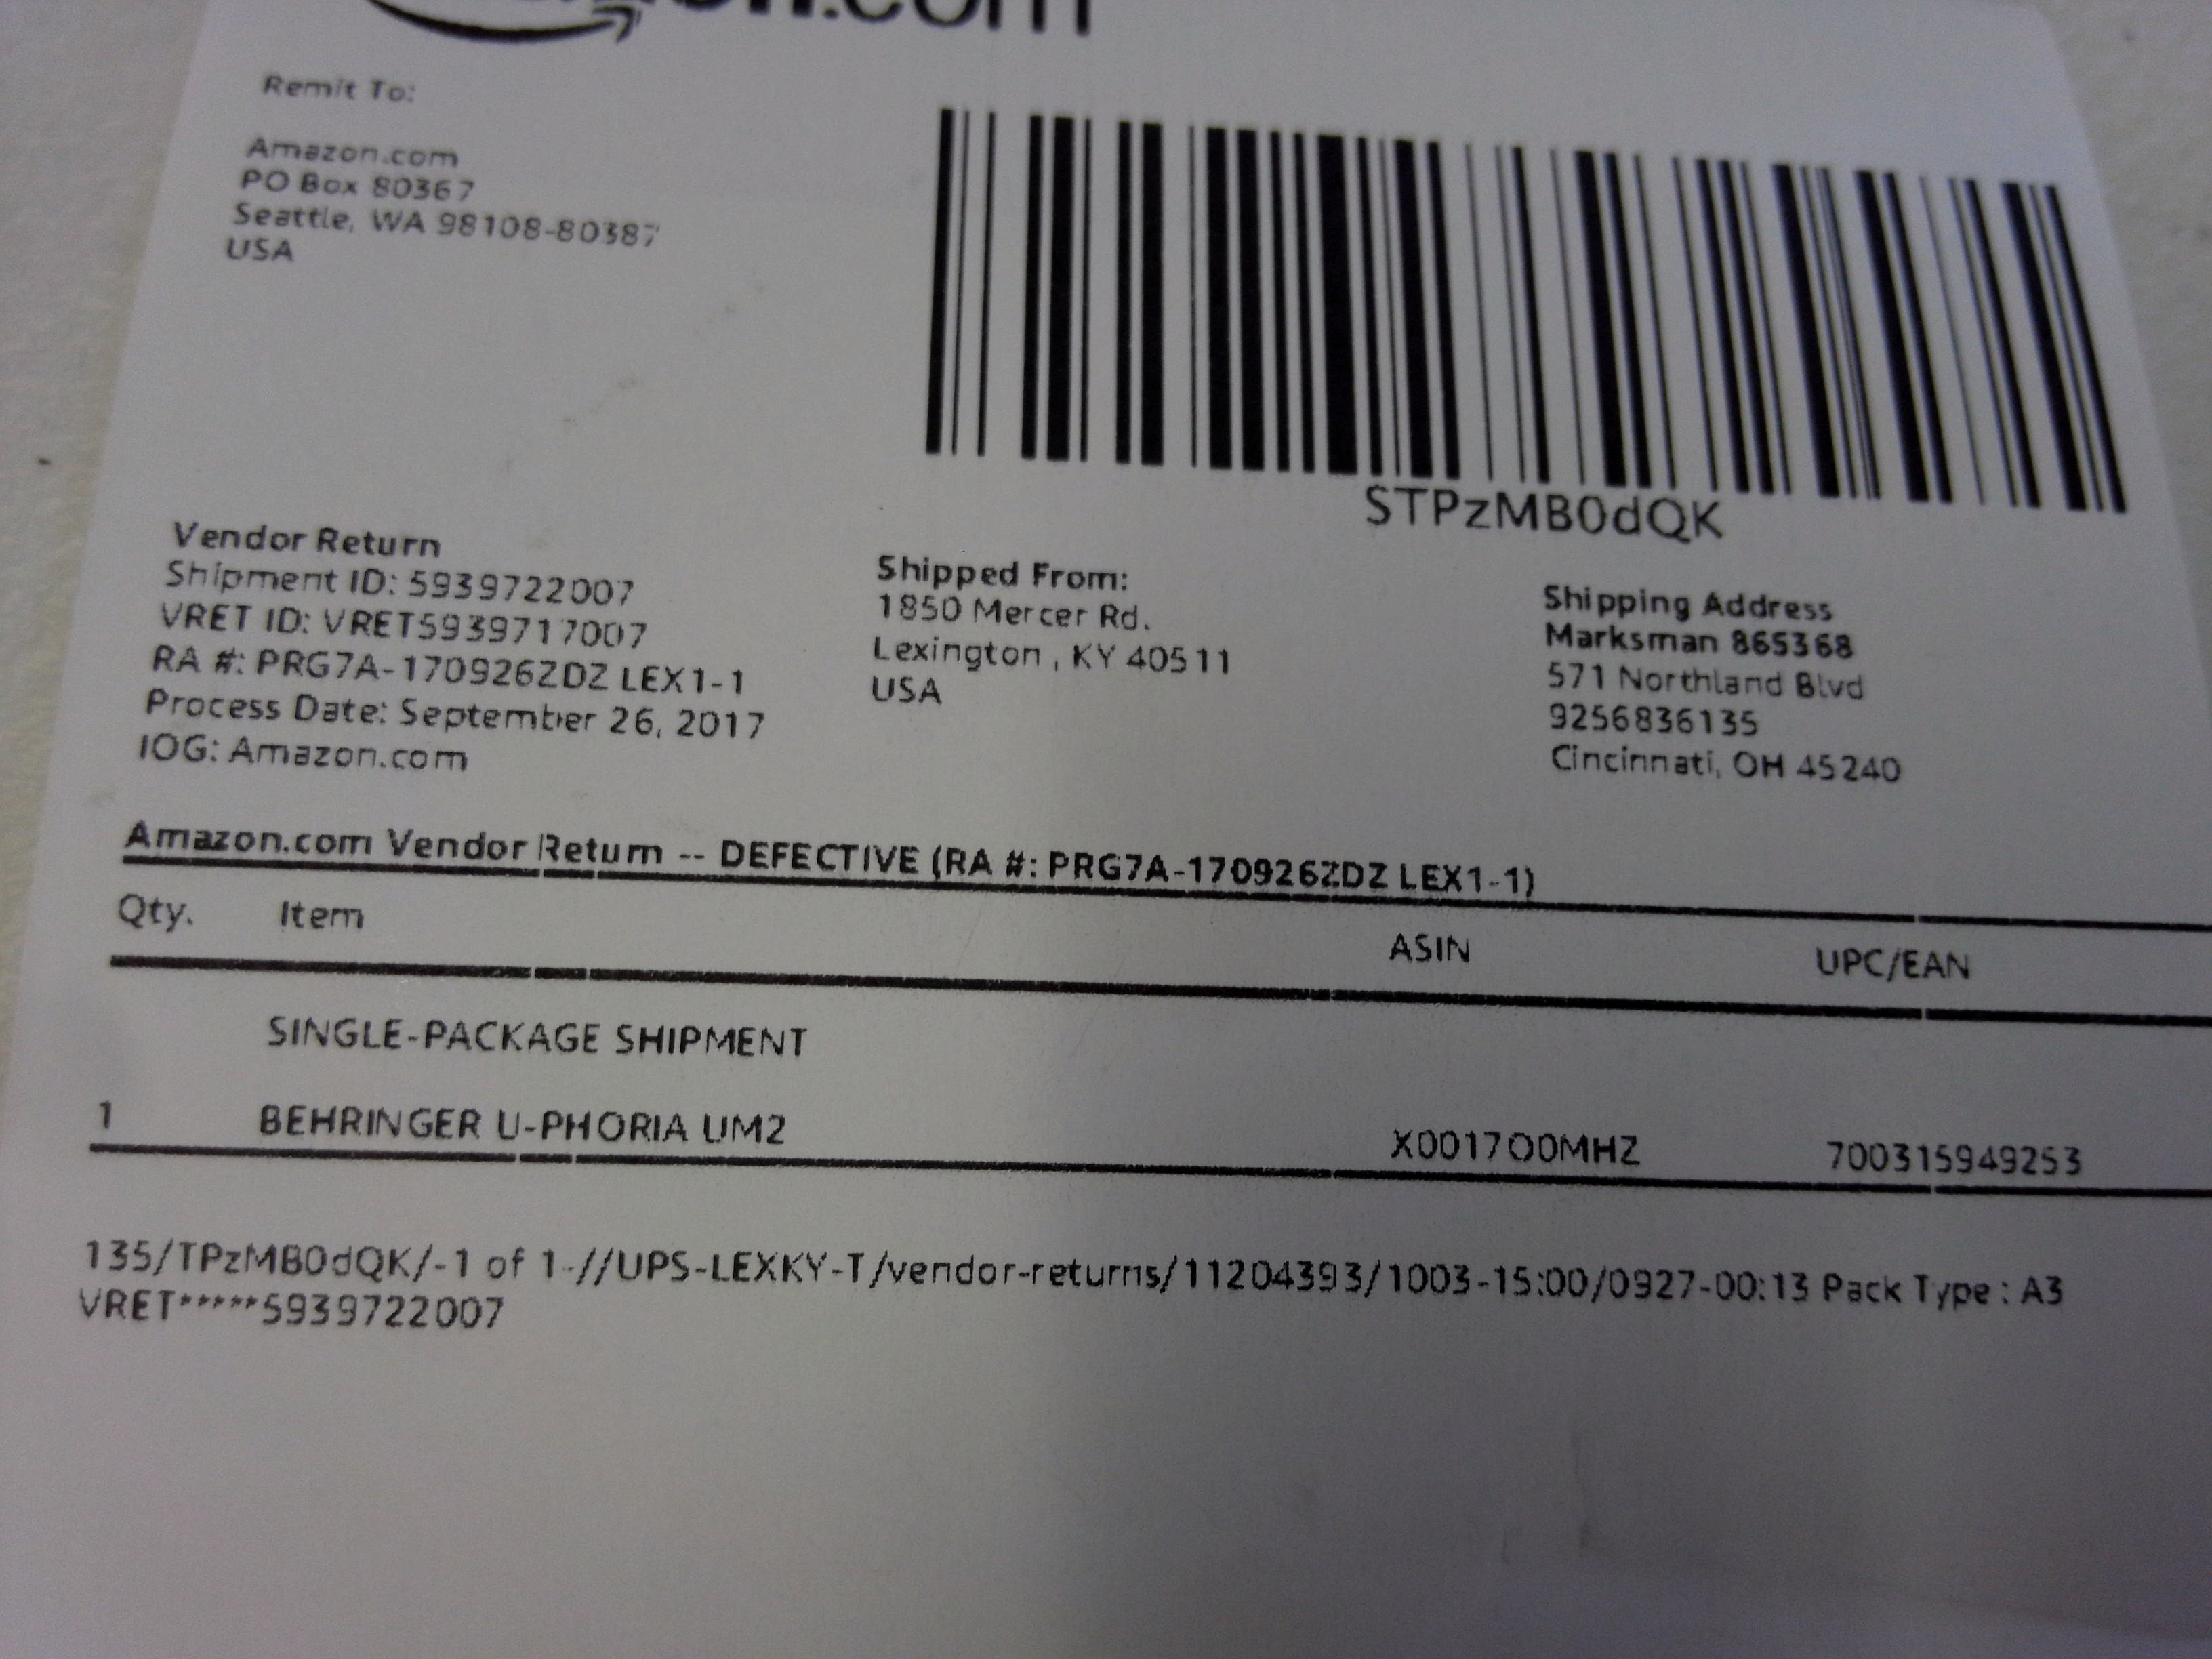 amazon.com
Remit To:
Amazon.com
PO Box 80367
Seattle, WA 98108-80387
USA
STPzMB0dQK
Vendor Return
Shipment ID: 5939722007
VRET ID: VRET5939717007
RA #: PRG7A-170926ZDZ LEX1-1
Process Date: September 26, 2017
IOG: Amazon.com
Shipped From:
1850 Mercer Rd.
Lexington , KY 40511
USA
Shipping Address
Marksman 865368
571 Northland Blvd
9256836135
Cincinnati, OH 45240
Amazon.com Vendor Return -- DEFECTIVE (RA #: PRG7A-170926ZDZ LEX1-1)
Qty. Item ASIN UPC/EAN
SINGLE-PACKAGE SHIPMENT
1 BEHRINGER U-PHORIA UM2 X0017O0MHZ 700315949253
135/TPzMB0dQK/-1 of 1-//UPS-LEXKY-T/vendor-returns/11204393/1003-15:00/0927-00:13 Pack Type : A3
VRET*****5939722007